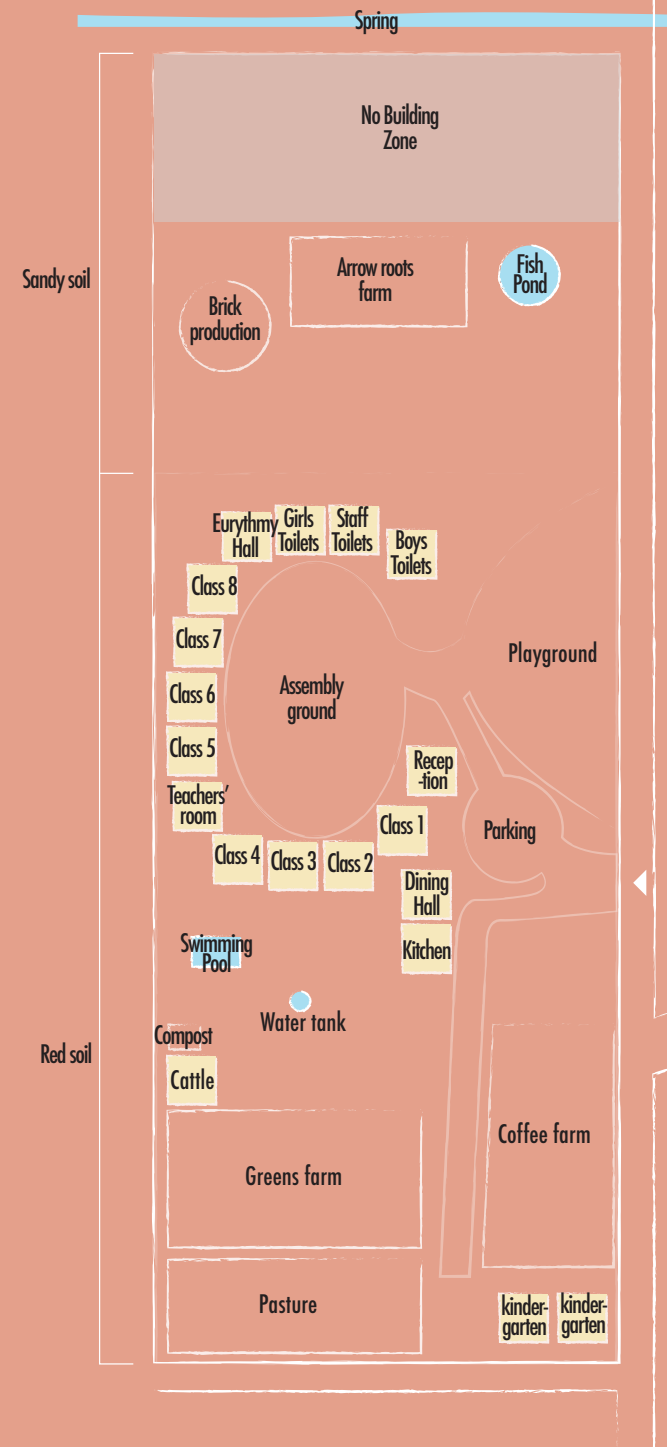 Spring
No Building
Zone
Arrow roots
farm
Fish
Pond
Sandy soil
Brick
production
Eurythmy
Hall
Girls
Toilets
Staff
Toilets
Boys
Toilets
Class 8
Class 7
Playground
Class 6
Assembly
ground
Class 5
Recep
-tion
Teachers'
room
Class 1
Parking
Class 4
Class 3
Class 2
Dining
Hall
Swimming
Pool
Kitchen
Water tank
Compost
Red soil
Cattle
Coffee farm
Greens farm
Pasture
kinder-
garten
kinder-
garten